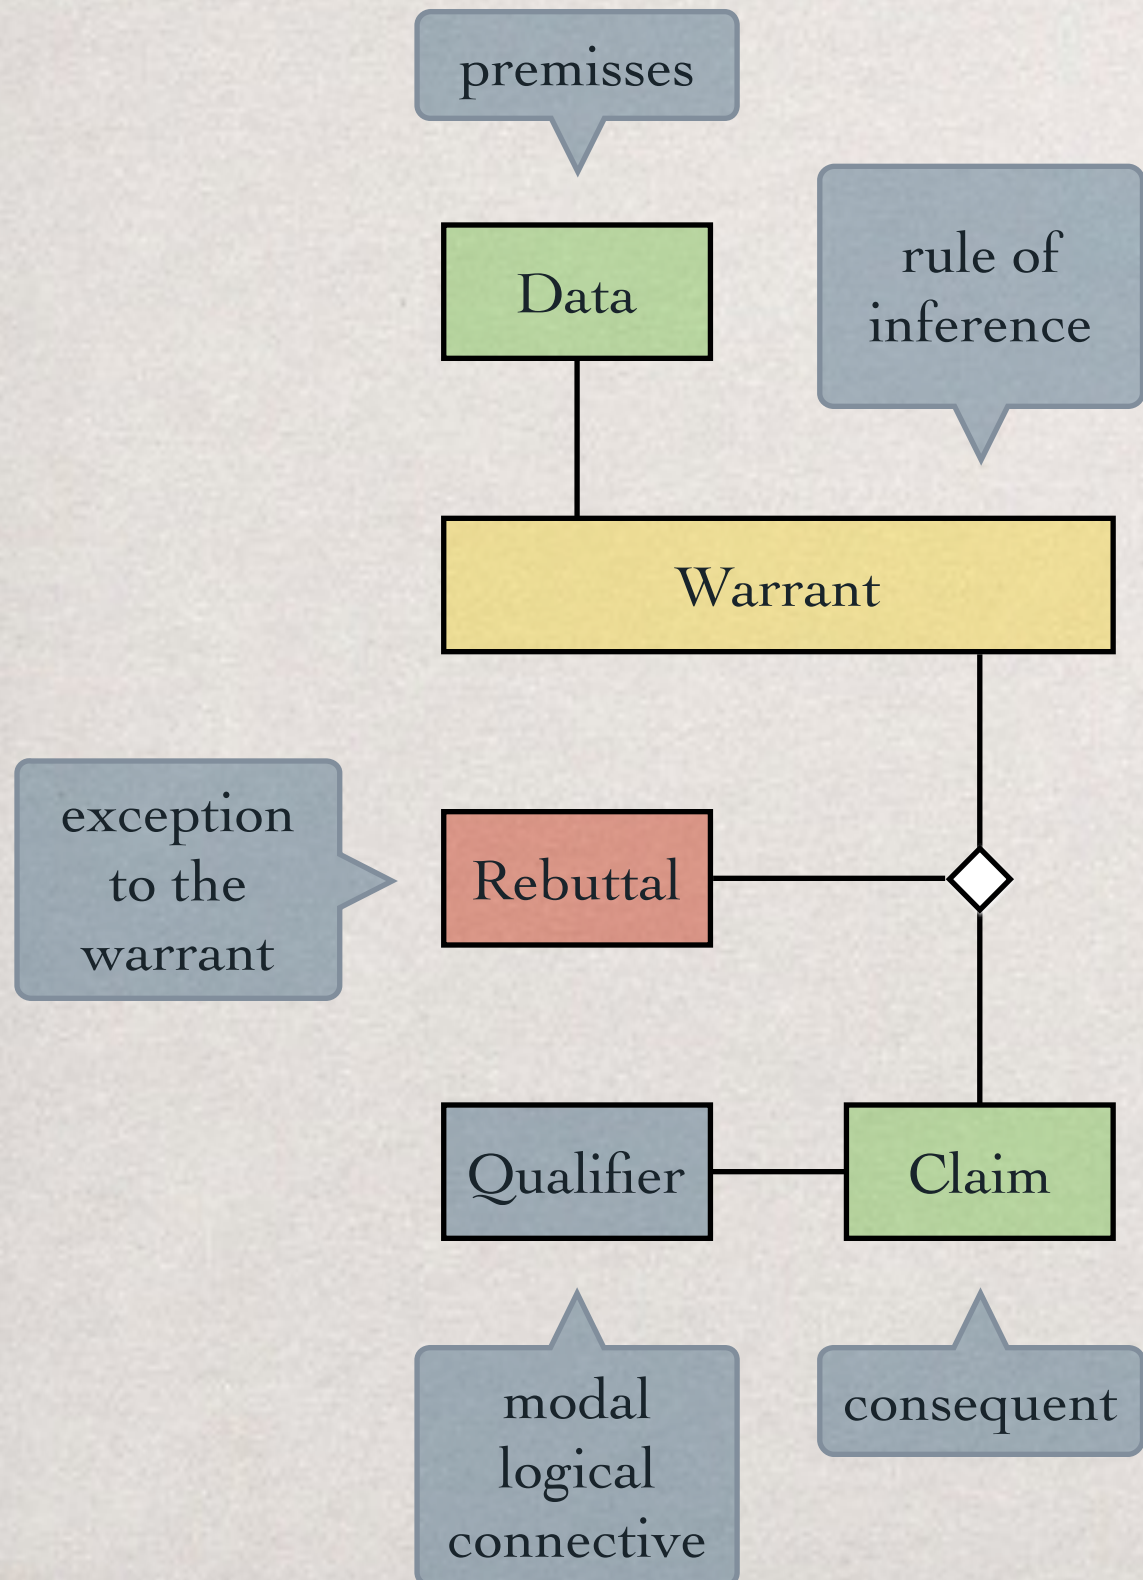 premisses
Data
rule of
inference
Warrant
exception
to the
warrant
Rebuttal
Qualifier
Claim
modal
logical
connective
consequent